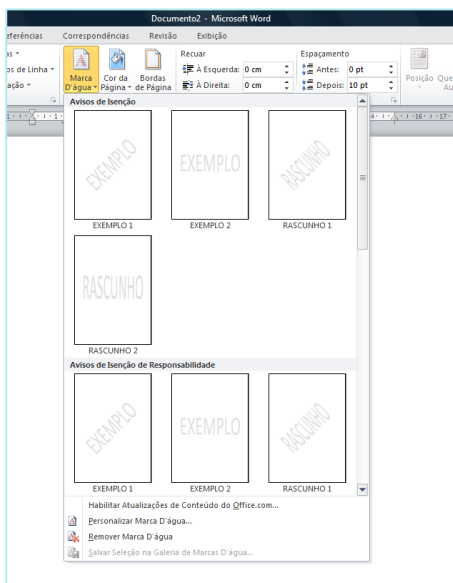 Documento2 - Microsoft Word
Correspondências Revisão Exibição
Recuar
Espaçamento
de Linha
À Esquerda: 0 cm
Antes: 0 pt
À Direita: 0 cm
Depois: 10 pt
Marca D'água
Cor da Página
Bordas de Página
Posição
Avisos de Isenção
EXEMPLO
EXEMPLO
RASCUNHO
EXEMPLO 1
EXEMPLO 2
RASCUNHO 1
RASCUNHO
RASCUNHO 2
Avisos de Isenção de Responsabilidade
EXEMPLO
EXEMPLO
RASCUNHO
EXEMPLO 1
EXEMPLO 2
RASCUNHO 1
Habilitar Atualizações de Conteúdo do Office.com...
Personalizar Marca D'água...
Remover Marca D'água
Salvar Seleção na Galeria de Marcas D'água...